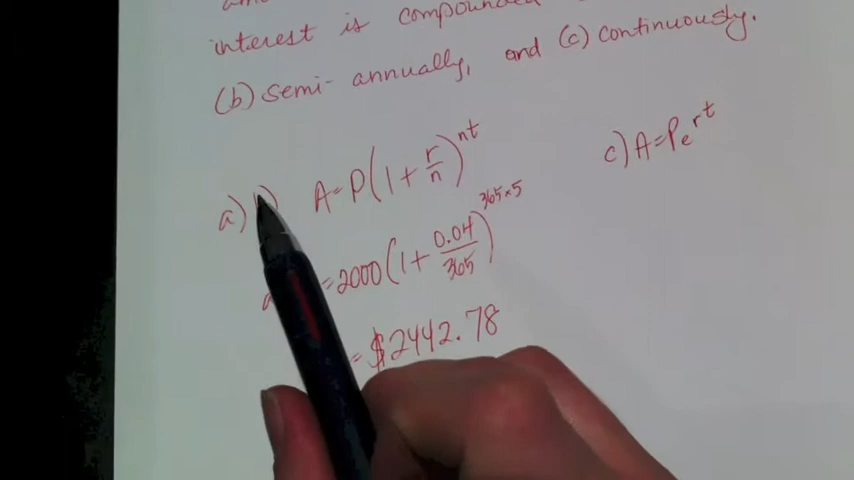 interest is compounded
(b) semi-annually, and (c) continuously.
a) b) A=P(1+r/n)^nt
c) A=Pe^rt
=2000(1+0.04/365)^365×5
=$2442.78